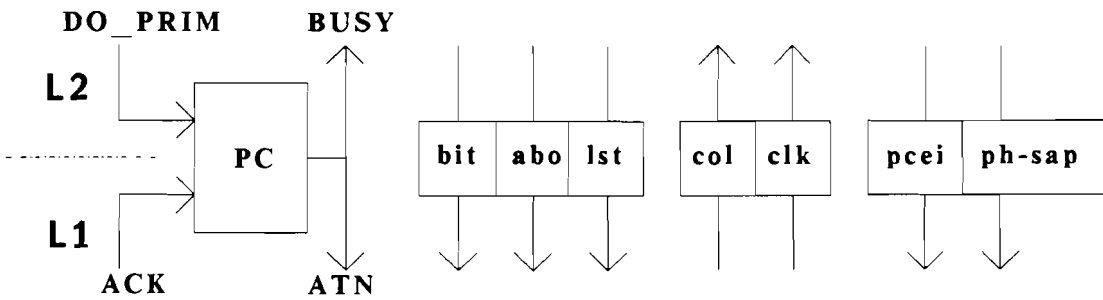 DO_PRIM BUSY
L2
PC bit abo lst col clk pcei ph-sap
L1
ACK ATN